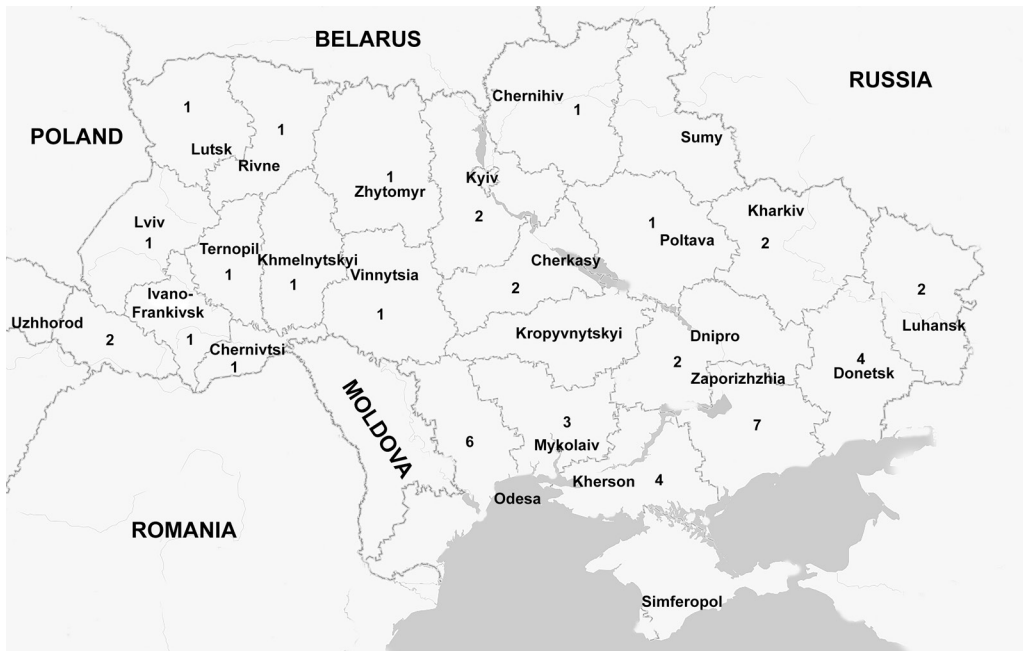 BELARUS
RUSSIA
POLAND
Chernihiv
1
1
1
Lutsk
Rivne
1
Zhytomyr
Sumy
Kyiv
2
Lviv
1
Ternopil
1
Khmelnytskyi
1
Vinnytsia
1
Cherkasy
2
1
Poltava
Kharkiv
2
2
Luhansk
Uzhhorod
2
Ivano-
Frankivsk
1
Chernivtsi
1
Kropyvnytskyi
Dnipro
2
Zaporizhzhia
7
4
Donetsk
MOLDOVA
6
3
Mykolaiv
Kherson
4
Odesa
ROMANIA
Simferopol